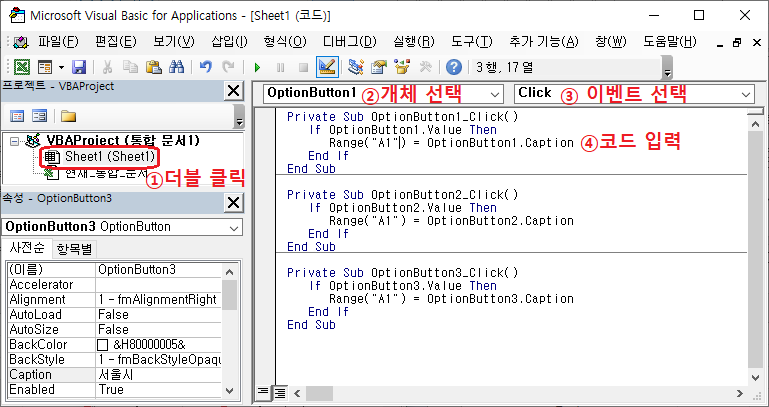 Microsoft Visual Basic for Applications - [Sheet1 (코드)]
파일(F) 편집(E) 보기(V) 삽입(I) 형식(O) 디버그(D) 실행(R) 도구(T) 추가 기능(A) 창(W) 도움말(H)
3 행, 17 열
프로젝트 - VBAProject
VBAProject (통합 문서1)
Sheet1 (Sheet1)
현재_통합_문서
①더블 클릭
속성 - OptionButton3
OptionButton3 OptionButton
사전순 항목별
(이름) OptionButton3
Accelerator
Alignment 1 - fmAlignmentRight
AutoLoad False
AutoSize False
BackColor &H80000005&
BackStyle 1 - fmBackStyleOpaqu
Caption 서울시
Enabled True
OptionButton1 ②개체 선택 Click ③ 이벤트 선택
Private Sub OptionButton1_Click()
If OptionButton1.Value Then
Range("A1") = OptionButton1.Caption ④코드 입력
End If
End Sub
Private Sub OptionButton2_Click()
If OptionButton2.Value Then
Range("A1") = OptionButton2.Caption
End If
End Sub
Private Sub OptionButton3_Click()
If OptionButton3.Value Then
Range("A1") = OptionButton3.Caption
End If
End Sub